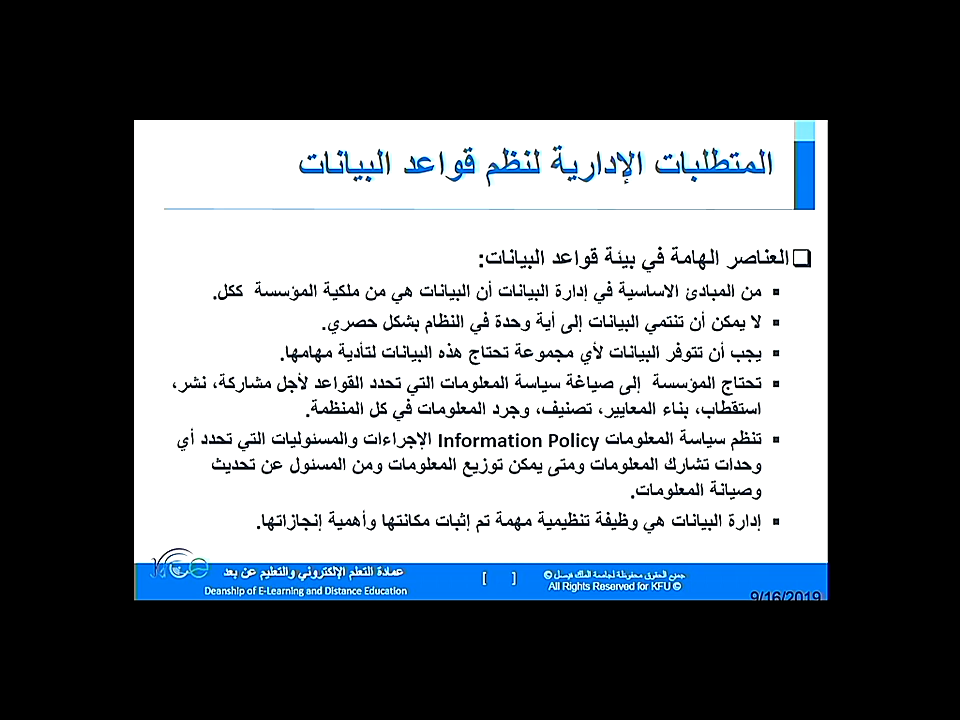 المتطلبات الإدارية لنظم قواعد البيانات
العناصر الهامة في بيئة قواعد البيانات:
من المبادئ الاساسية في إدارة البيانات أن البيانات هي من ملكية المؤسسة ككل.
لا يمكن أن تنتمي البيانات إلى أية وحدة في النظام بشكل حصري.
يجب أن تتوفر البيانات لأي مجموعة تحتاج هذه البيانات لتأدية مهامها.
تحتاج المؤسسة إلى صياغة سياسة المعلومات التي تحدد القواعد لأجل مشاركة، نشر،
استقطاب، بناء المعايير، تصنيف، وجرد المعلومات في كل المنظمة.
تنظم سياسة المعلومات Information Policy الإجراءات والمسئوليات التي تحدد أي
وحدات تشارك المعلومات ومتى يمكن توزيع المعلومات ومن المسئول عن تحديث
وصيانة المعلومات.
إدارة البيانات هي وظيفة تنظيمية مهمة تم إثبات مكانتها وأهمية إنجازاتها.
جميع الحقوق محفوظة لجامعة الملك فيصل ©
All Rights Reserved for KFU ©
[ ]
عمادة التعلم الإلكتروني والتعليم عن بعد
Deanship of E-Learning and Distance Education
9/16/2019